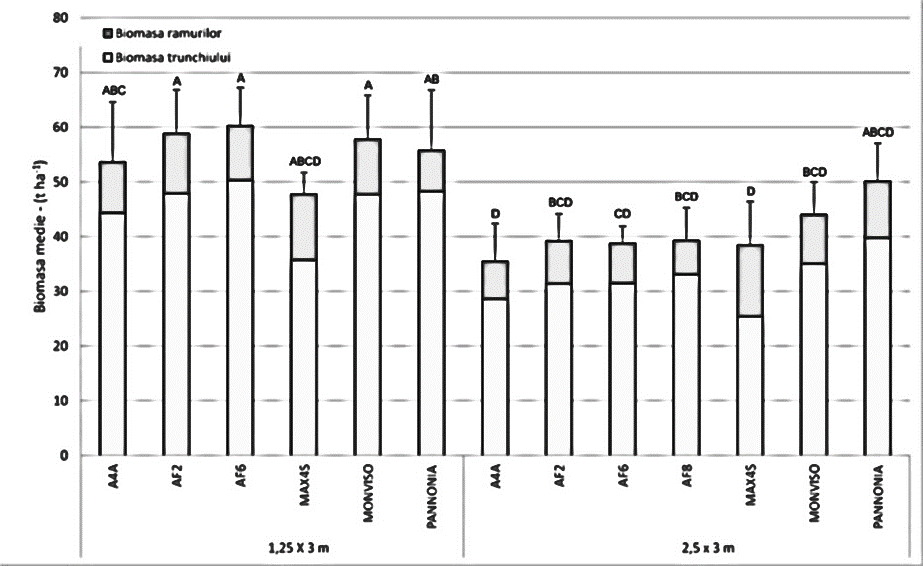 80
Biomasa ramurilor
Biomasa trunchiului
70
60
50
40
30
20
10
0
Biomasa medie - (t ha-1)
ABC
A
A
ABCD
A
AB
D
BCD
CD
BCD
D
BCD
ABCD
A4A
AF2
AF6
MAX4S
MONVISO
PANNONIA
A4A
AF2
AF6
AF8
MAX4S
MONVISO
PANNONIA
1,25 X 3 m
2,5 x 3 m